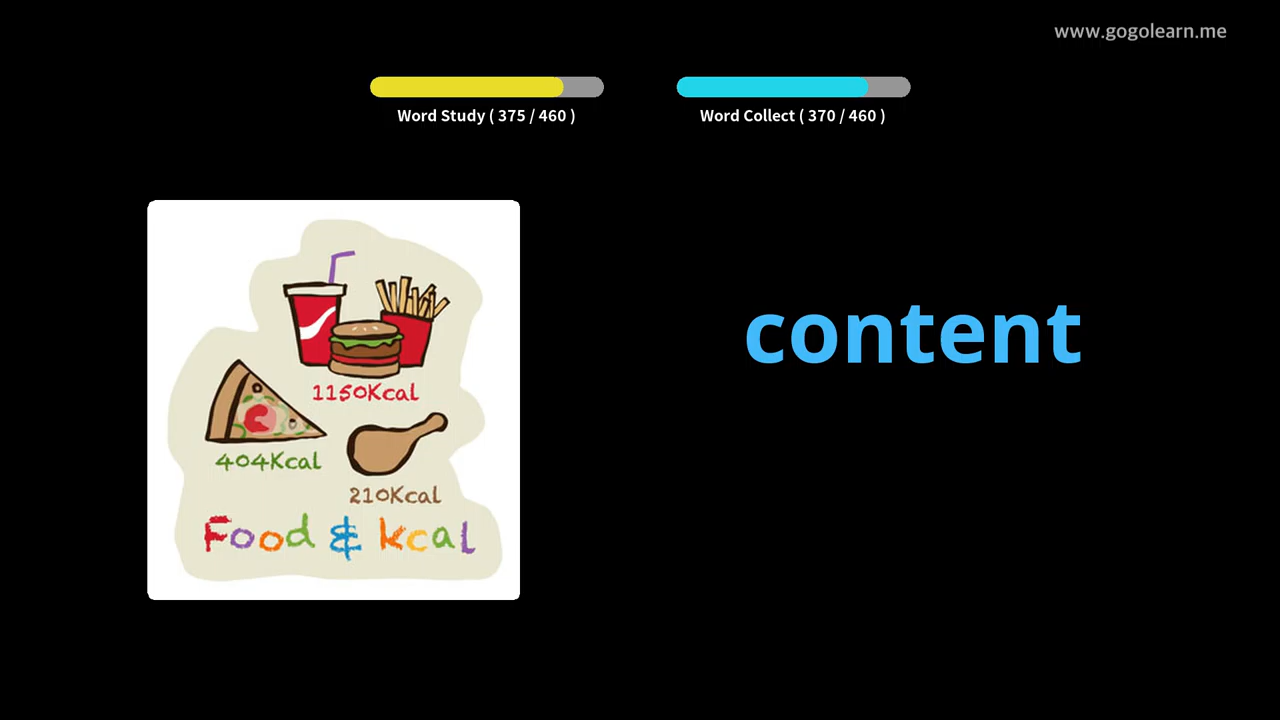 www.gogolearn.me
Word Study ( 375 / 460 )
Word Collect ( 370 / 460 )
1150Kcal
404Kcal
210Kcal
Food & kcal
content